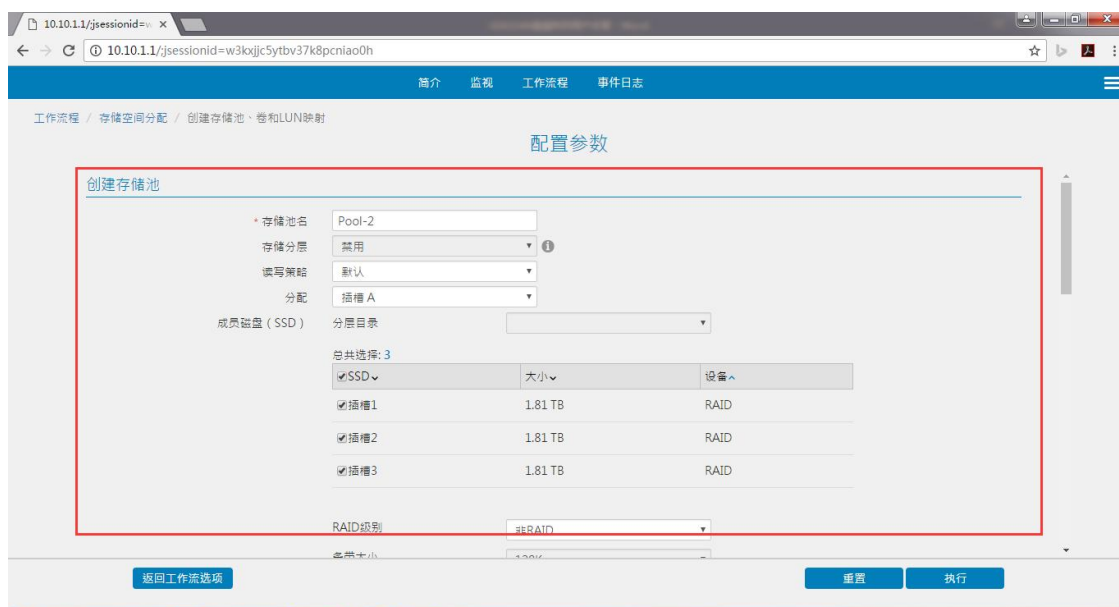 10.10.1.1/;jsessionid=w
10.10.1.1/;jsessionid=w3kxjjc5ytbv37k8pcniao0h
简介 监视 工作流程 事件日志
工作流程 / 存储空间分配 / 创建存储池、卷和LUN映射
配置参数
创建存储池
* 存储池名 Pool-2
存储分层 禁用
读写策略 默认
分配 插槽 A
成员磁盘（SSD） 分层目录
总共选择: 3
SSD 大小 设备
插槽1 1.81 TB RAID
插槽2 1.81 TB RAID
插槽3 1.81 TB RAID
RAID级别 非RAID
条带大小 128K
返回工作流选项 重置 执行